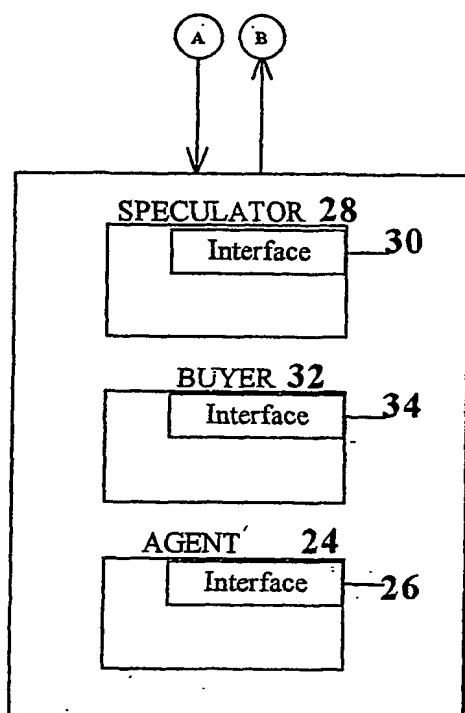 A B
SPECULATOR 28
Interface 30
BUYER 32
Interface 34
AGENT 24
Interface 26